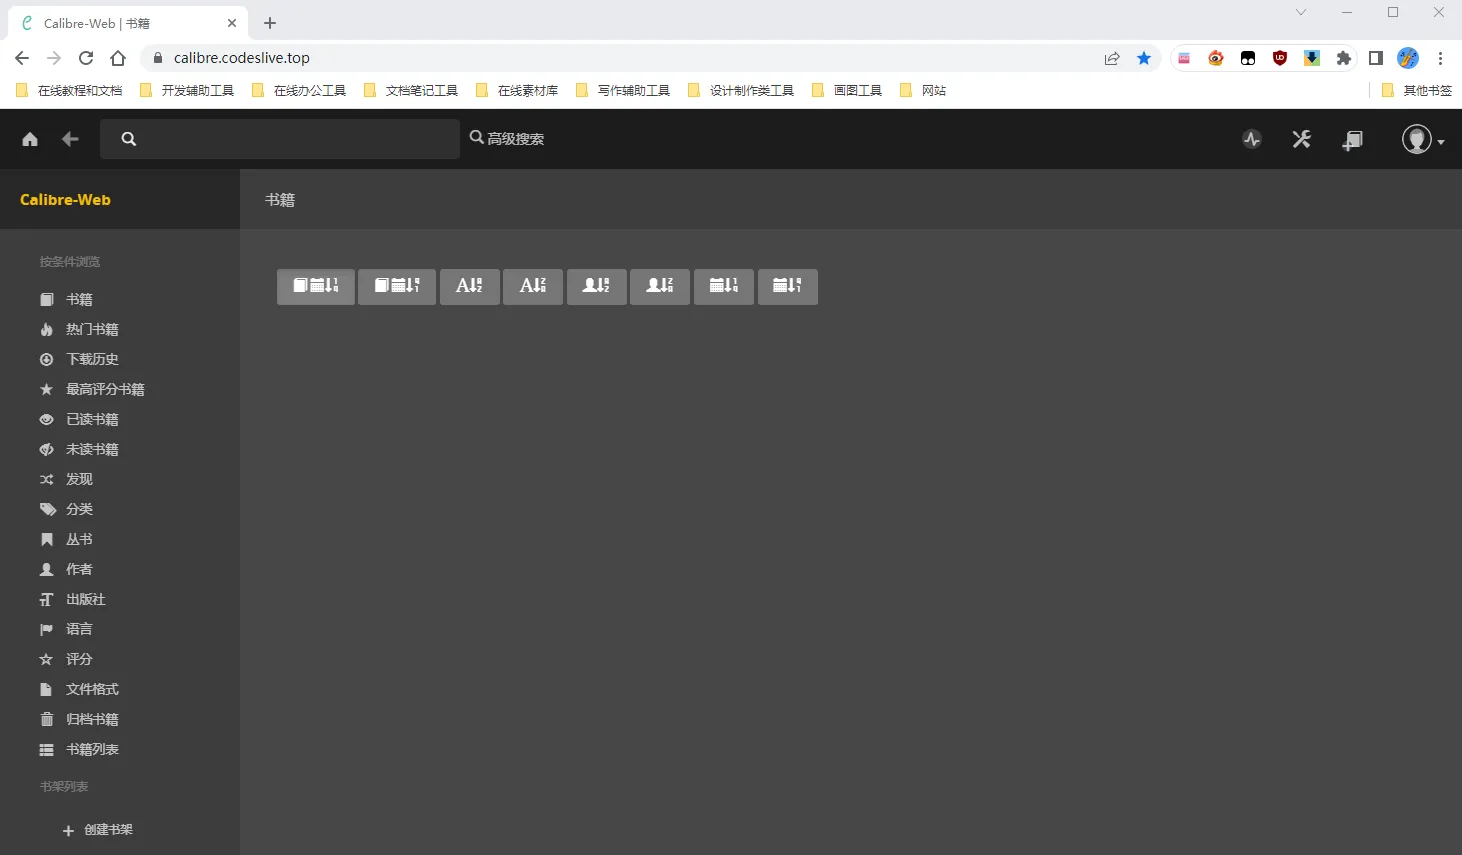 Calibre-Web | 书籍
calibre.codeslive.top
在线教程和文档 开发辅助工具 在线办公工具 文档笔记工具 在线素材库 写作辅助工具 设计制作类工具 画图工具 网站 其他书签
高级搜索
Calibre-Web
书籍
按条件浏览
书籍
热门书籍
下载历史
最高评分书籍
已读书籍
未读书籍
发现
分类
丛书
作者
出版社
语言
评分
文件格式
归档书籍
书籍列表
书架列表
创建书架